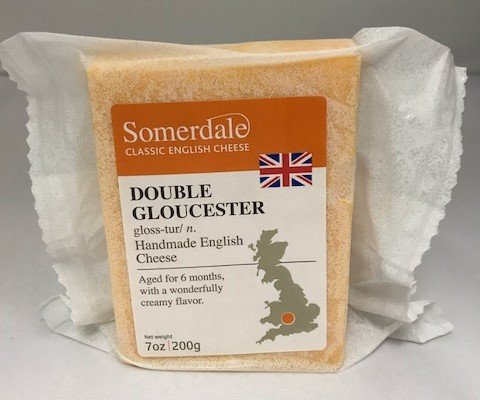 Somerdale
CLASSIC ENGLISH CHEESE
DOUBLE
GLOUCESTER
gloss-tur/ n.
Handmade English
Cheese
Aged for 6 months,
with a wonderfully
creamy flavor.
Net weight
7oz | 200g